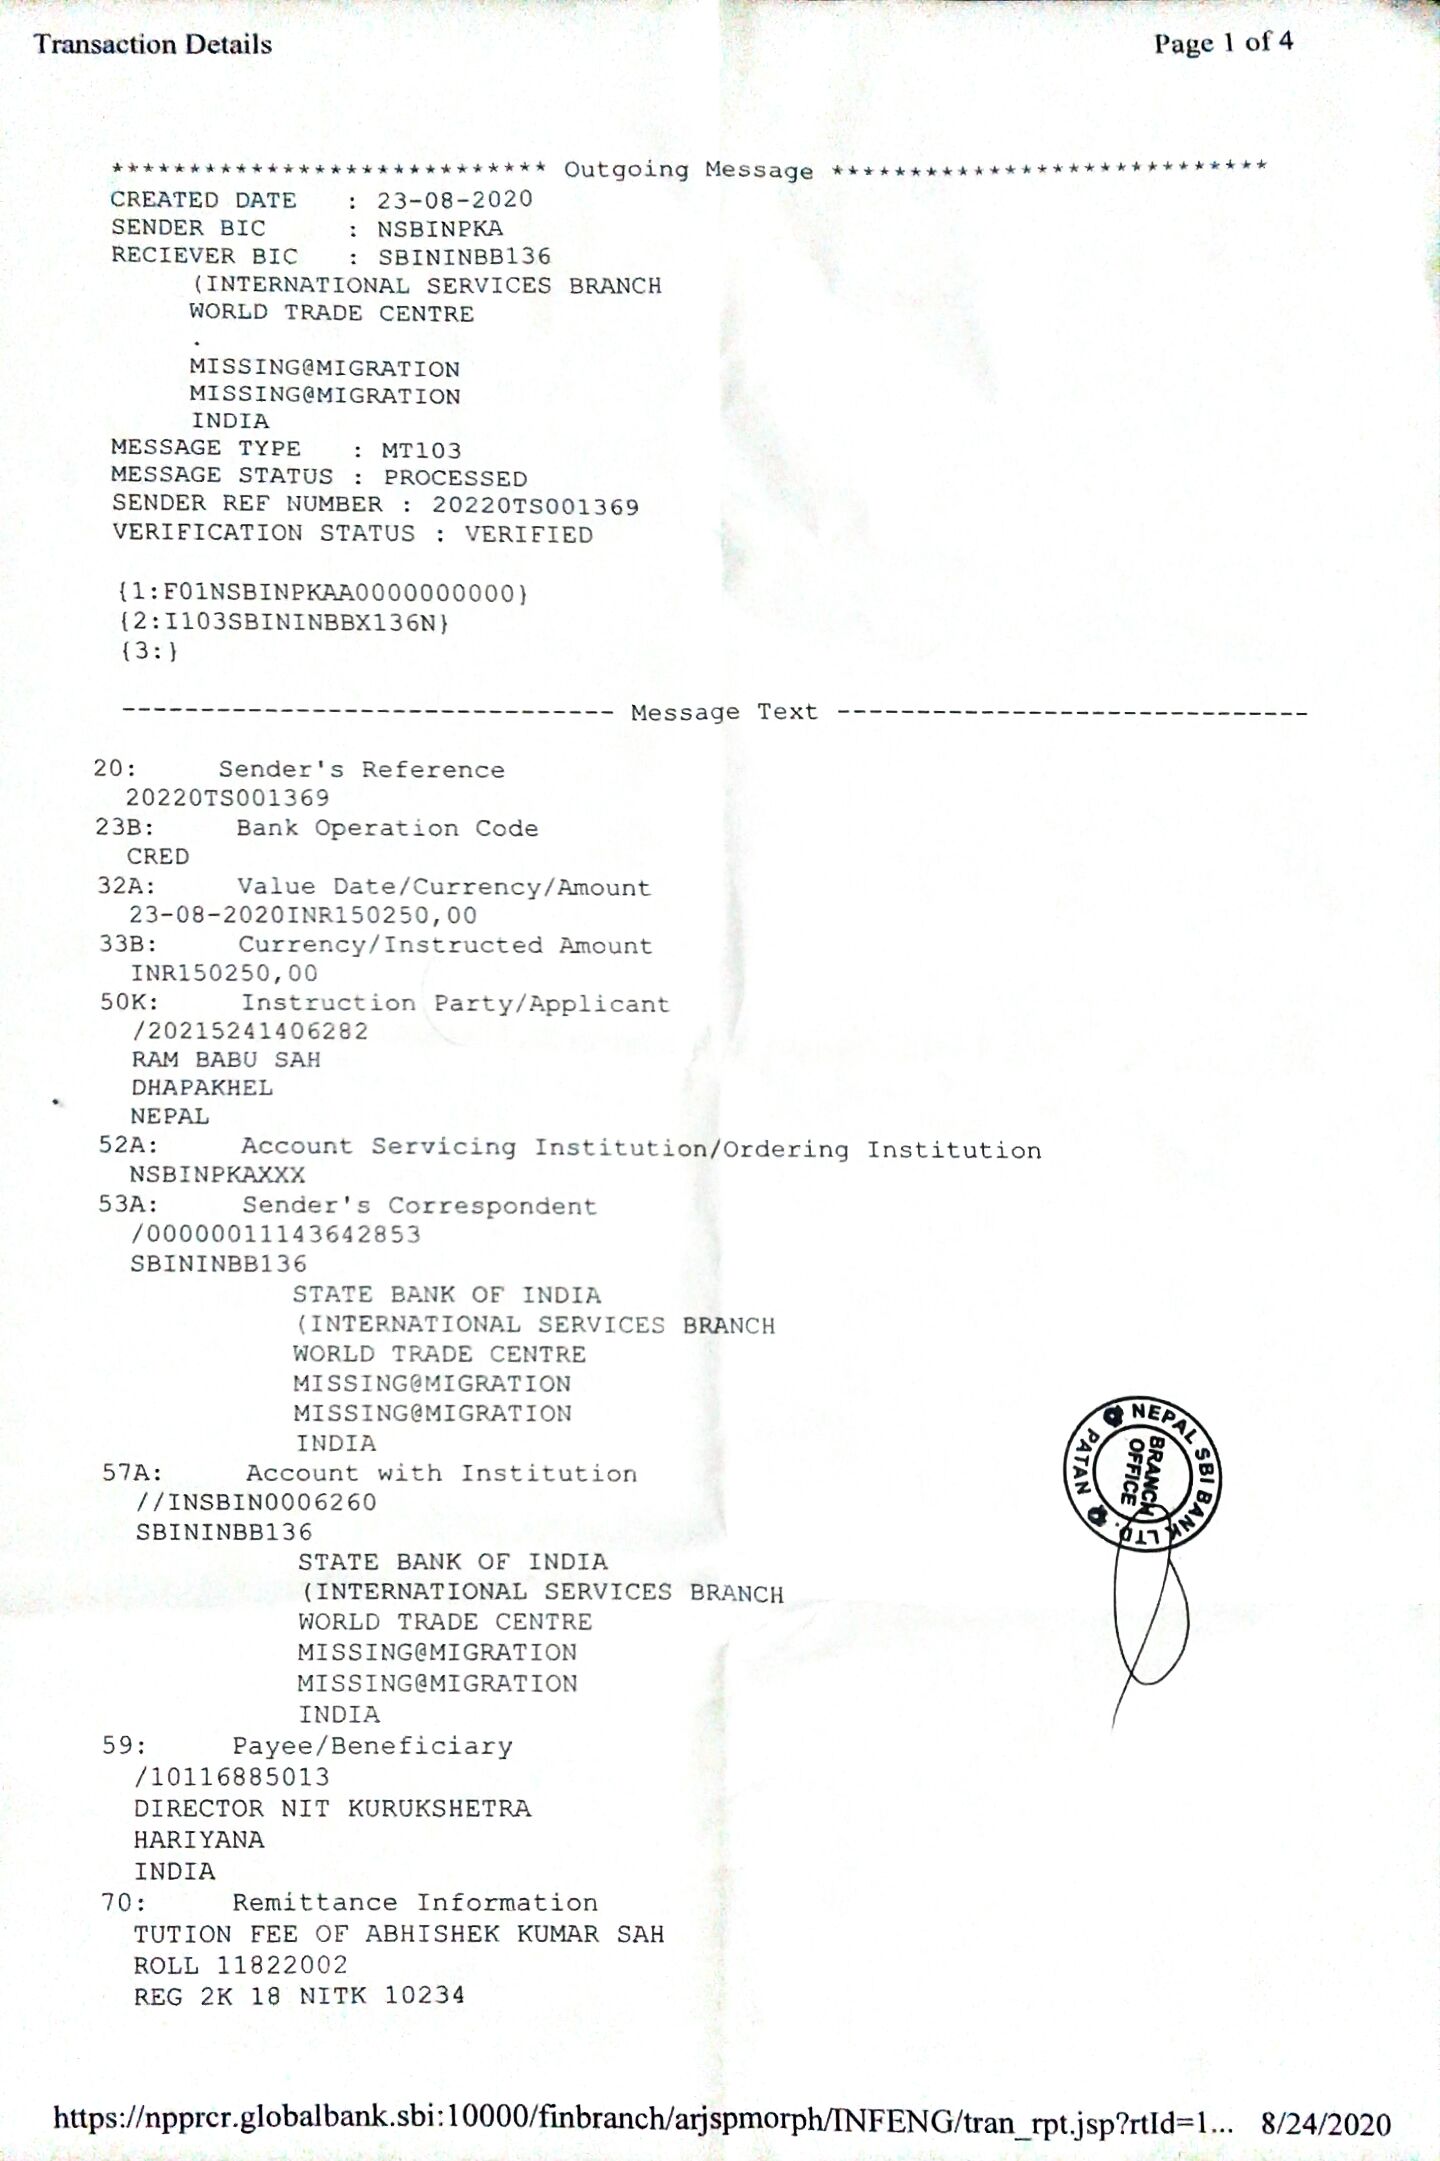 Transaction Details
Page 1 of 4
**************************** Outgoing Message ****************************
CREATED DATE : 23-08-2020
SENDER BIC : NSBINPKA
RECIEVER BIC : SBININBB136
(INTERNATIONAL SERVICES BRANCH
WORLD TRADE CENTRE
.
MISSING@MIGRATION
MISSING@MIGRATION
INDIA
MESSAGE TYPE : MT103
MESSAGE STATUS : PROCESSED
SENDER REF NUMBER : 20220TS001369
VERIFICATION STATUS : VERIFIED
{1:F01NSBINPKAA0000000000}
{2:I103SBININBBX136N}
{3:}
------------------------------- Message Text ------------------------------
20: Sender's Reference
20220TS001369
23B: Bank Operation Code
CRED
32A: Value Date/Currency/Amount
23-08-2020INR150250,00
33B: Currency/Instructed Amount
INR150250,00
50K: Instruction Party/Applicant
/20215241406282
RAM BABU SAH
DHAPAKHEL
NEPAL
52A: Account Servicing Institution/Ordering Institution
NSBINPKAXXX
53A: Sender's Correspondent
/00000011143642853
SBININBB136
STATE BANK OF INDIA
(INTERNATIONAL SERVICES BRANCH
WORLD TRADE CENTRE
MISSING@MIGRATION
MISSING@MIGRATION
INDIA
57A: Account with Institution
//INSBIN0006260
SBININBB136
STATE BANK OF INDIA
(INTERNATIONAL SERVICES BRANCH
WORLD TRADE CENTRE
MISSING@MIGRATION
MISSING@MIGRATION
INDIA
NEPAL SBI BANK LTD.
PATAN
BRANCH
OFFICE
59: Payee/Beneficiary
/10116885013
DIRECTOR NIT KURUKSHETRA
HARIYANA
INDIA
70: Remittance Information
TUTION FEE OF ABHISHEK KUMAR SAH
ROLL 11822002
REG 2K 18 NITK 10234
https://npprcr.globalbank.sbi:10000/finbranch/arjspmorph/INFENG/tran_rpt.jsp?rtId=1... 8/24/2020